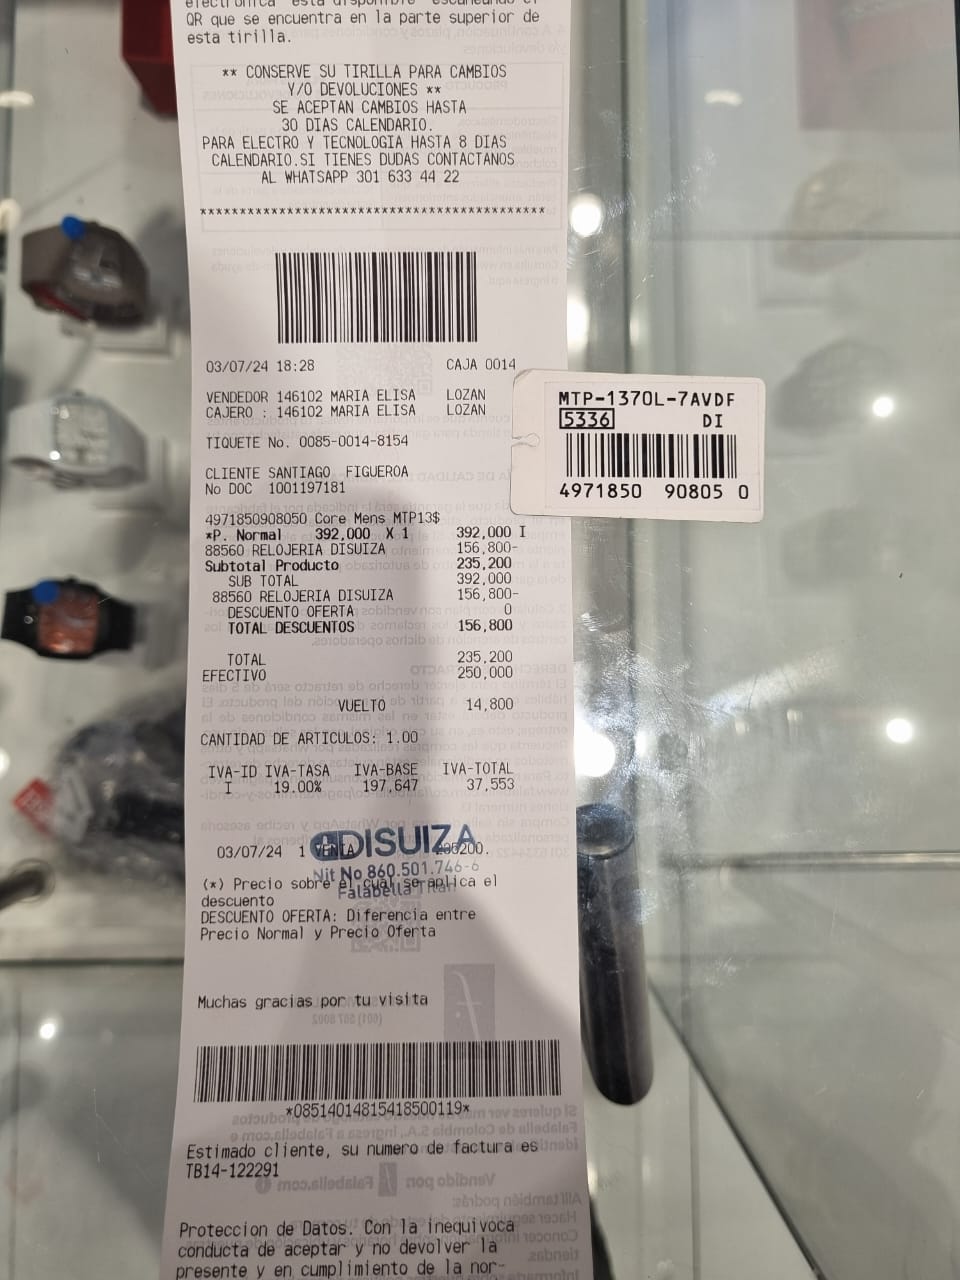 QR que se encuentra en la parte superior de
esta tirilla.
** CONSERVE SU TIRILLA PARA CAMBIOS
Y/O DEVOLUCIONES **
SE ACEPTAN CAMBIOS HASTA
30 DIAS CALENDARIO.
PARA ELECTRO Y TECNOLOGIA HASTA 8 DIAS
CALENDARIO.SI TIENES DUDAS CONTACTANOS
AL WHATSAPP 301 633 44 22
********************************************
03/07/24 18:28 CAJA 0014
VENDEDOR 146102 MARIA ELISA LOZAN
CAJERO : 146102 MARIA ELISA LOZAN
TIQUETE No. 0085-0014-8154
CLIENTE SANTIAGO FIGUEROA
No DOC 1001197181
4971850908050 Core Mens MTP13$
*P. Normal 392,000 X 1 392,000 I
88560 RELOJERIA DISUIZA 156,800-
Subtotal Producto 235,200
SUB TOTAL 392,000
88560 RELOJERIA DISUIZA 156,800-
DESCUENTO OFERTA 0
TOTAL DESCUENTOS 156,800
TOTAL 235,200
EFECTIVO 250,000
VUELTO 14,800
CANTIDAD DE ARTICULOS: 1.00
IVA-ID IVA-TASA IVA-BASE IVA-TOTAL
I 19.00% 197,647 37,553
DISUIZA
03/07/24 1 VENTA 235200.
Nit No 860.501.746-6
Falabella
(*) Precio sobre el cual se aplica el
descuento
DESCUENTO OFERTA: Diferencia entre
Precio Normal y Precio Oferta
Muchas gracias por tu visita
*08514014815418500119*
Estimado cliente, su numero de factura es
TB14-122291
Proteccion de Datos. Con la inequivoca
conducta de aceptar y no devolver la
presente y en cumplimiento de la nor-
MTP-1370L-7AVDF
5336 DI
4971850 90805 0